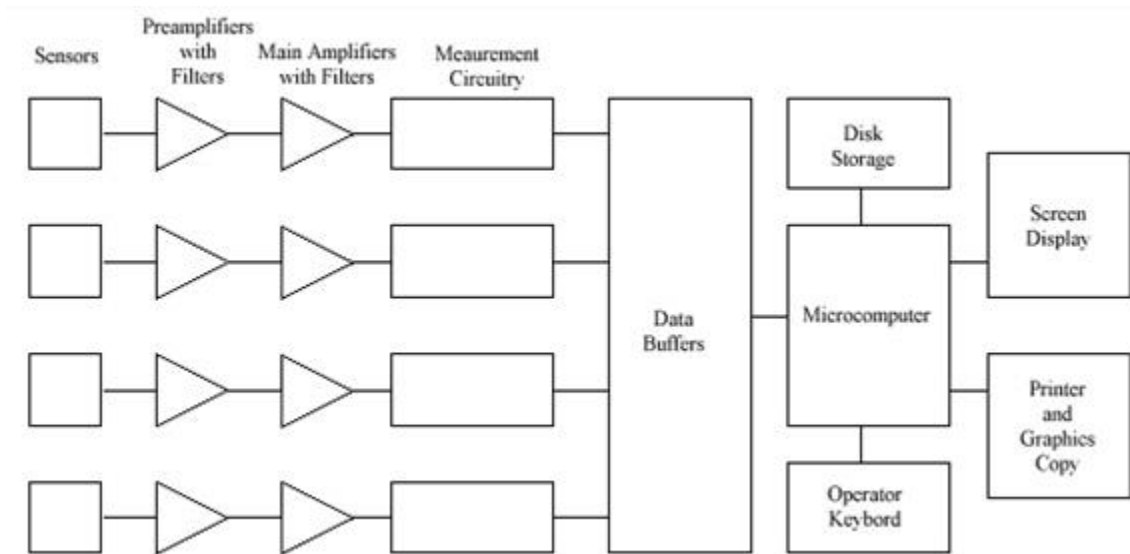 Sensors
Preamplifiers
with
Filters
Main Amplifiers
with Filters
Meaurement
Circuitry
Data
Buffers
Disk
Storage
Microcomputer
Operator
Keybord
Screen
Display
Printer
and
Graphics
Copy